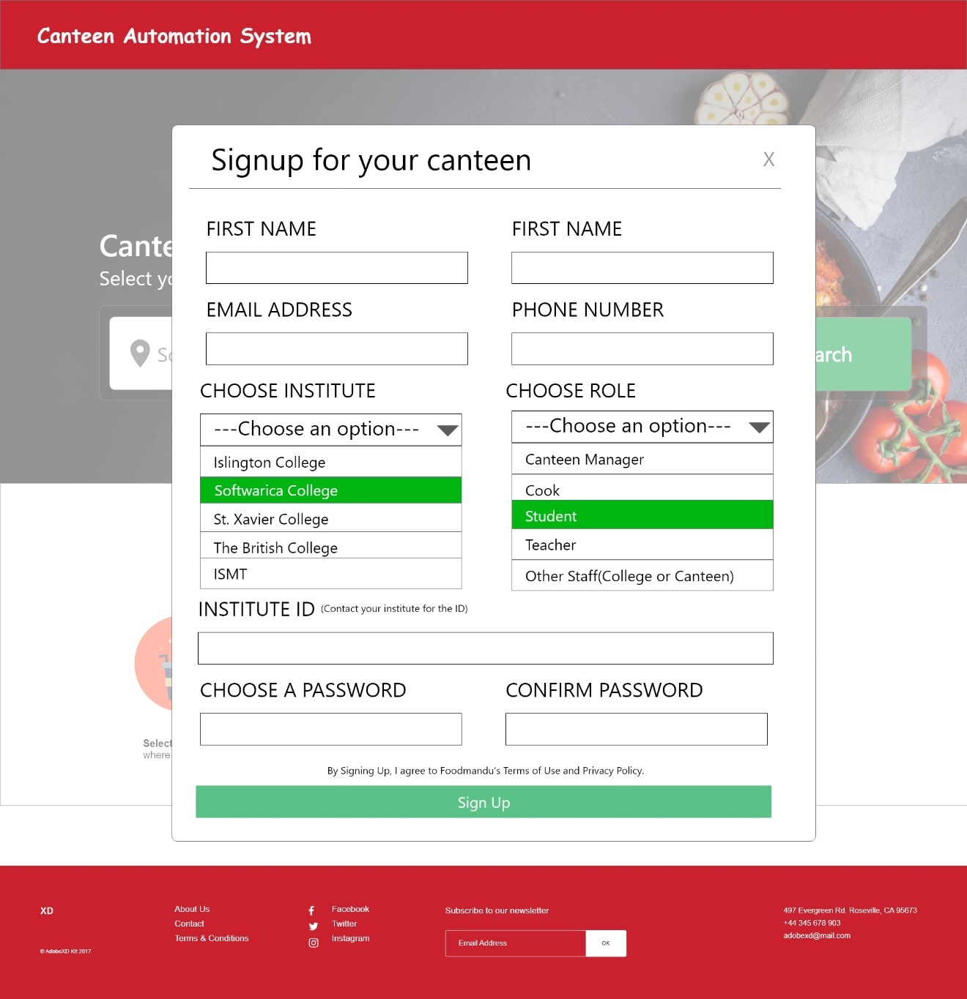 Canteen Automation System
Signup for your canteen
X
FIRST NAME
FIRST NAME
EMAIL ADDRESS
PHONE NUMBER
CHOOSE INSTITUTE
CHOOSE ROLE
---Choose an option---
Islington College
Softwarica College
St. Xavier College
The British College
ISMT
---Choose an option---
Canteen Manager
Cook
Student
Teacher
Other Staff(College or Canteen)
INSTITUTE ID (Contact your institute for the ID)
CHOOSE A PASSWORD
CONFIRM PASSWORD
By Signing Up, I agree to Foodmandu's Terms of Use and Privacy Policy.
Sign Up
Select
where
XD
© AdobeXD Kit 2017
About Us
Contact
Terms & Conditions
Facebook
Twitter
Instagram
Subscribe to our newsletter
Email Address
OK
497 Evergreen Rd. Roseville, CA 95673
+44 345 678 903
adobexd@mail.com